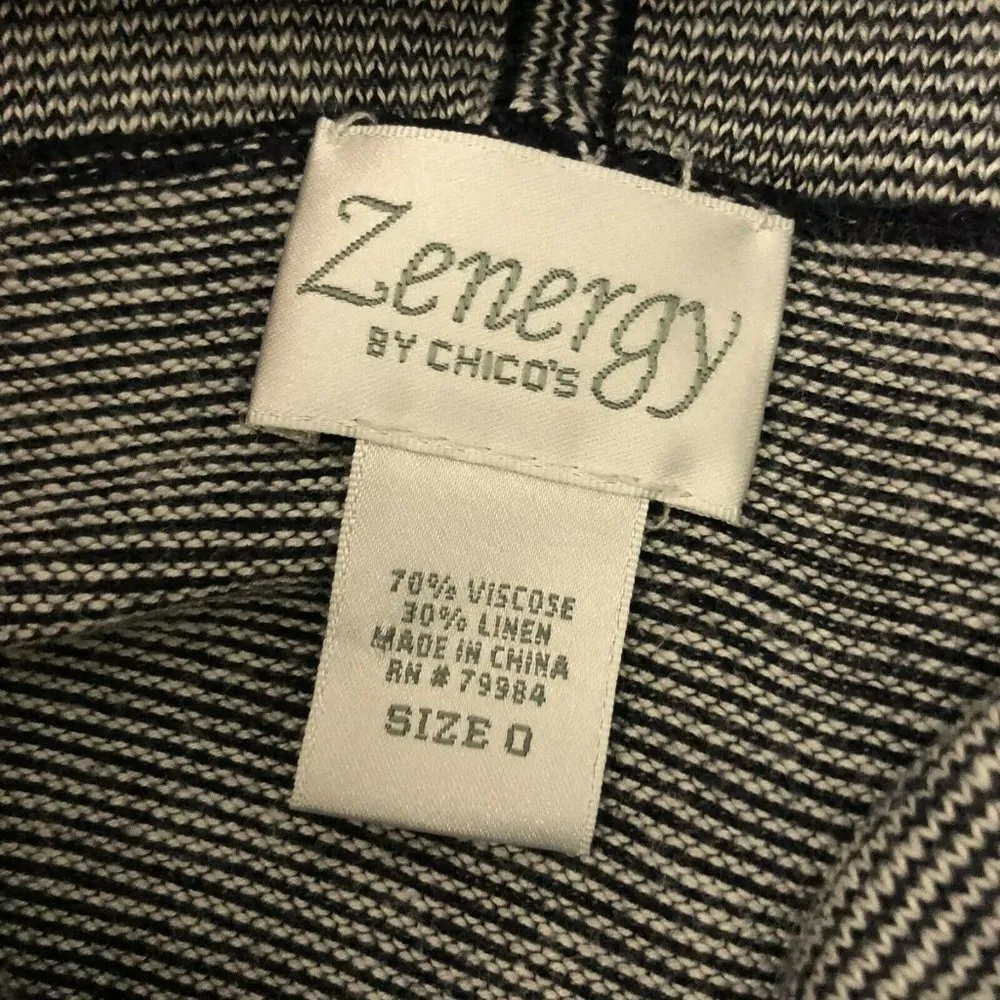 Zenergy
BY CHICO'S
70% VISCOSE
30% LINEN
MADE IN CHINA
RN # 79984
SIZE 0